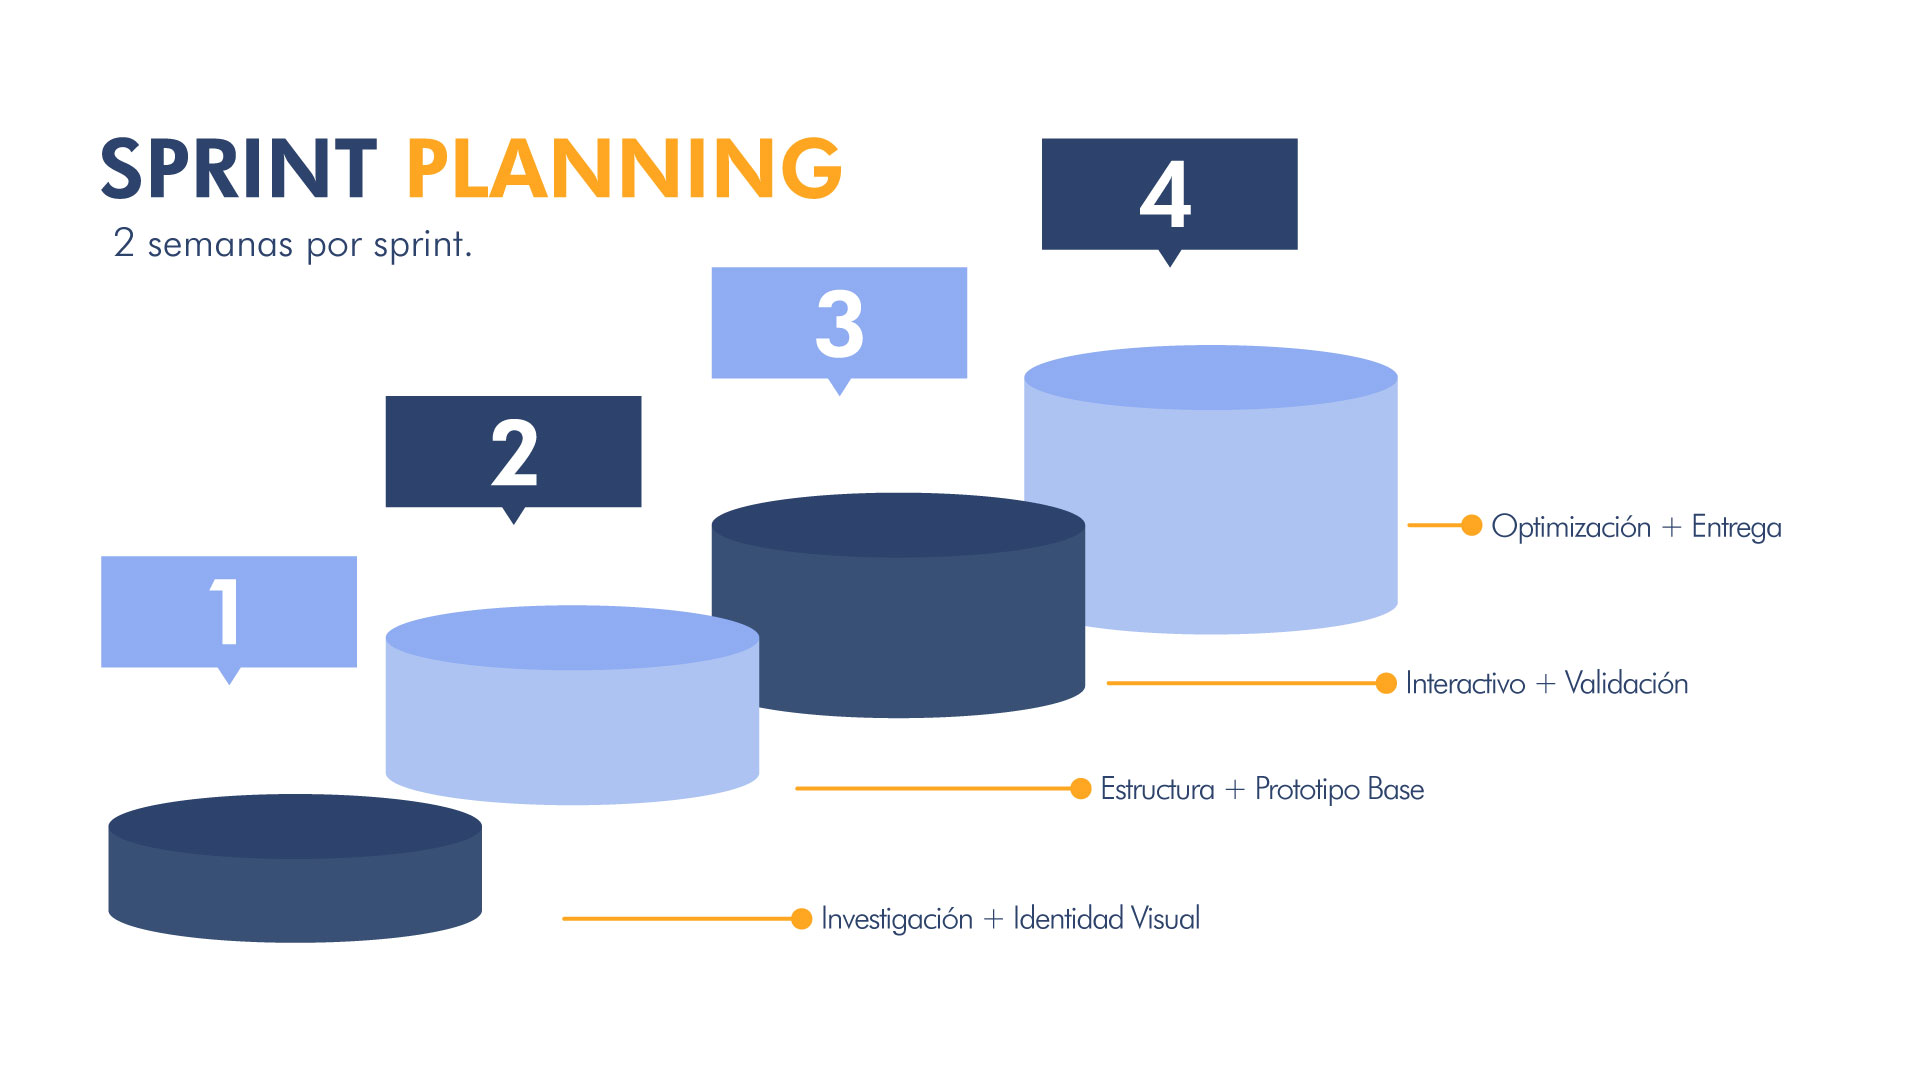 SPRINT PLANNING
2 semanas por sprint.
4
3
2
1
Optimización + Entrega
Interactivo + Validación
Estructura + Prototipo Base
Investigación + Identidad Visual